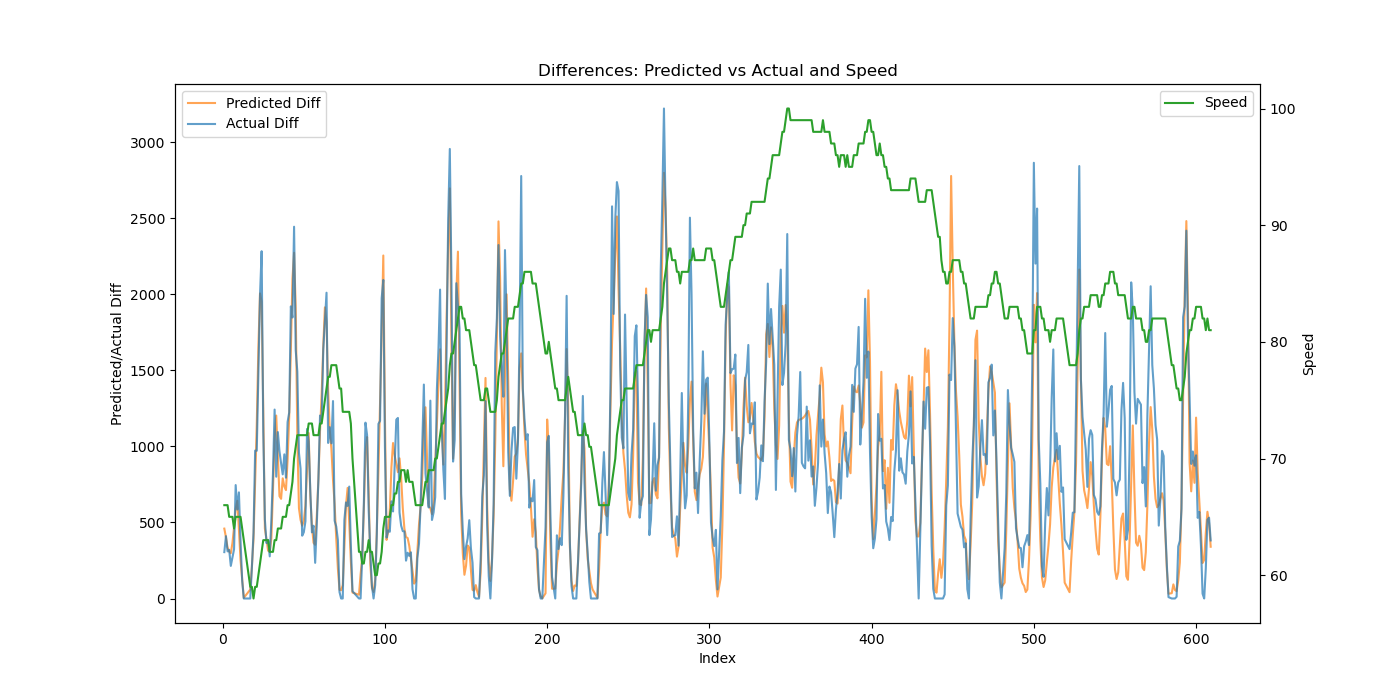 Differences: Predicted vs Actual and Speed
Predicted Diff
Actual Diff
Speed
3000
2500
2000
1500
1000
500
0
Predicted/Actual Diff
100
90
80
70
60
Speed
0 100 200 300 400 500 600
Index